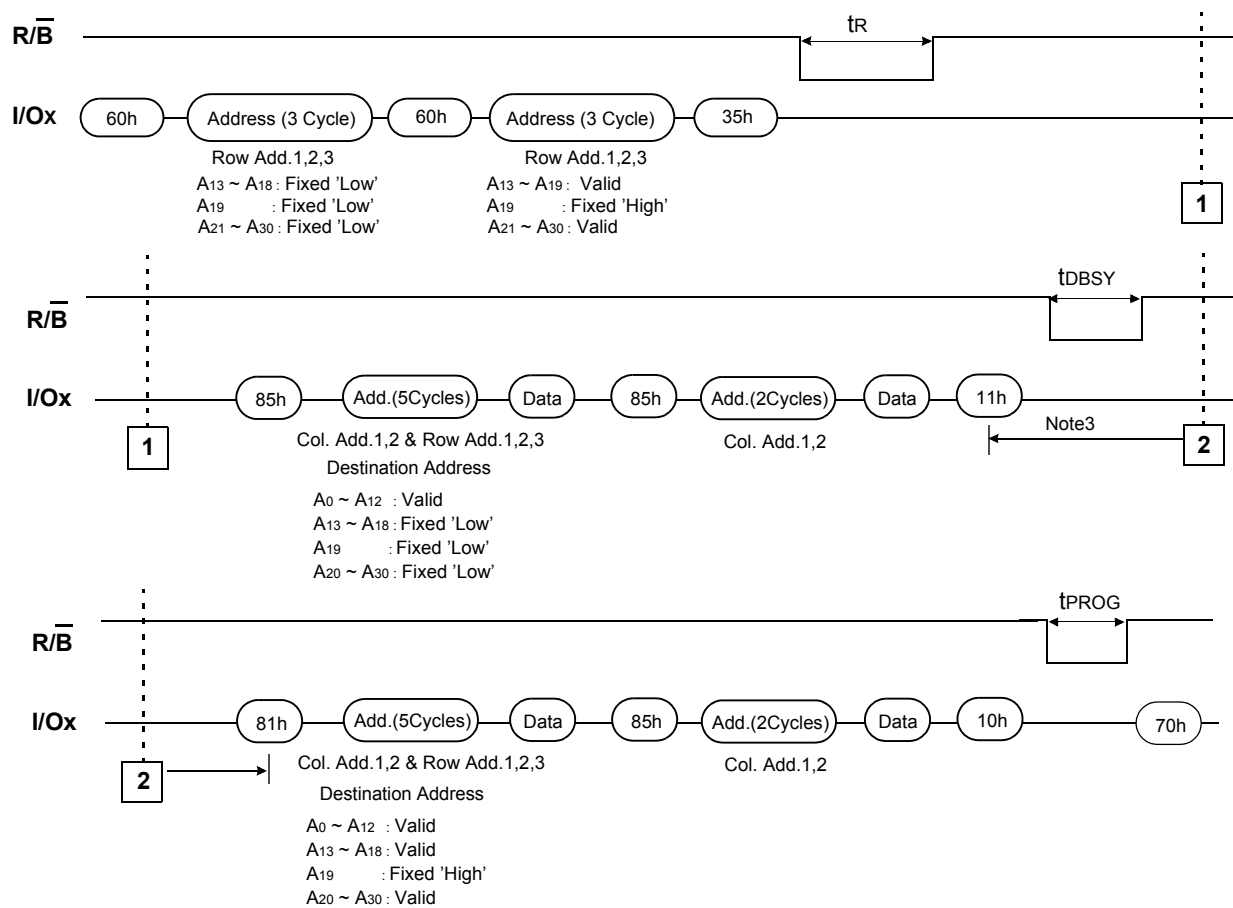 tR
R/B
I/Ox 60h Address (3 Cycle) 60h Address (3 Cycle) 35h
Row Add.1,2,3 Row Add.1,2,3
A13 ~ A18 : Fixed 'Low' A13 ~ A19 : Valid
A19 : Fixed 'Low' A19 : Fixed 'High'
A21 ~ A30 : Fixed 'Low' A21 ~ A30 : Valid
1
tDBSY
R/B
I/Ox 85h Add.(5Cycles) Data 85h Add.(2Cycles) Data 11h
Note3
1 2
Col. Add.1,2 & Row Add.1,2,3 Col. Add.1,2
Destination Address
A0 ~ A12 : Valid
A13 ~ A18 : Fixed 'Low'
A19 : Fixed 'Low'
A20 ~ A30 : Fixed 'Low'
tPROG
R/B
I/Ox 81h Add.(5Cycles) Data 85h Add.(2Cycles) Data 10h 70h
2
Col. Add.1,2 & Row Add.1,2,3 Col. Add.1,2
Destination Address
A0 ~ A12 : Valid
A13 ~ A18 : Valid
A19 : Fixed 'High'
A20 ~ A30 : Valid